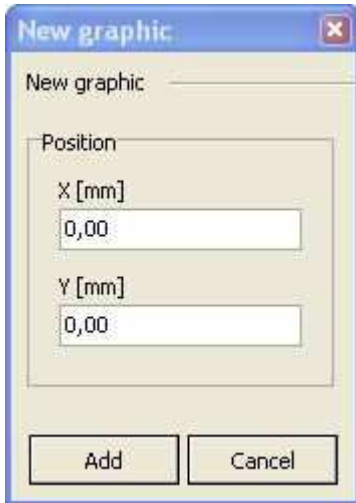 New graphic
New graphic
Position
X [mm]
0,00
Y [mm]
0,00
Add Cancel